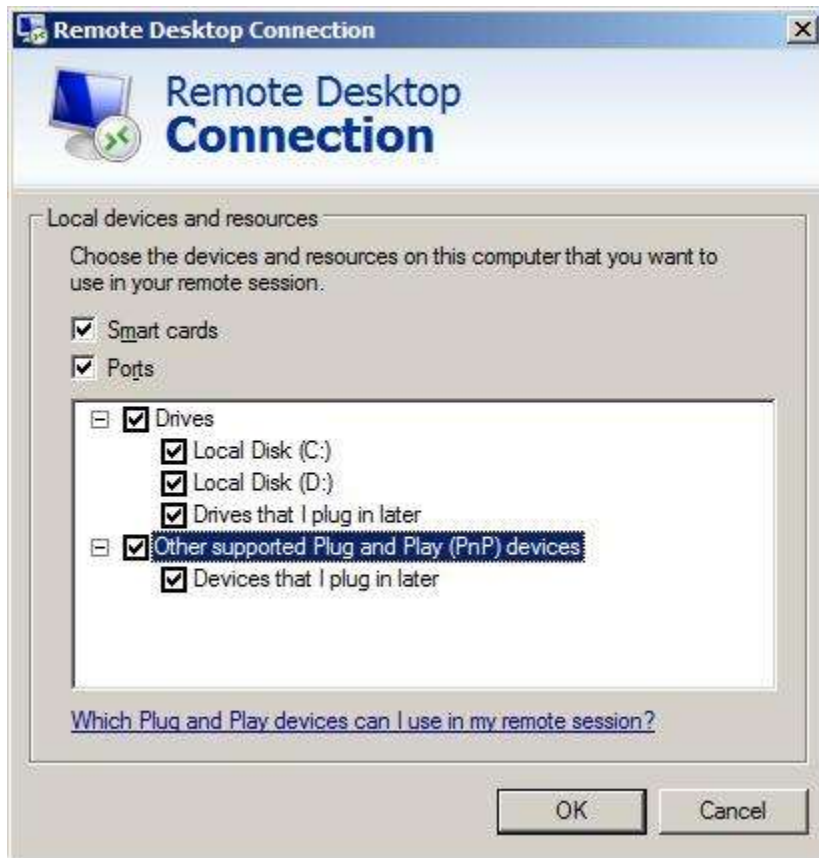 Remote Desktop Connection
Remote Desktop
Connection
Local devices and resources
Choose the devices and resources on this computer that you want to
use in your remote session.
Smart cards
Ports
Drives
Local Disk (C:)
Local Disk (D:)
Drives that I plug in later
Other supported Plug and Play (PnP) devices
Devices that I plug in later
Which Plug and Play devices can I use in my remote session?
OK Cancel